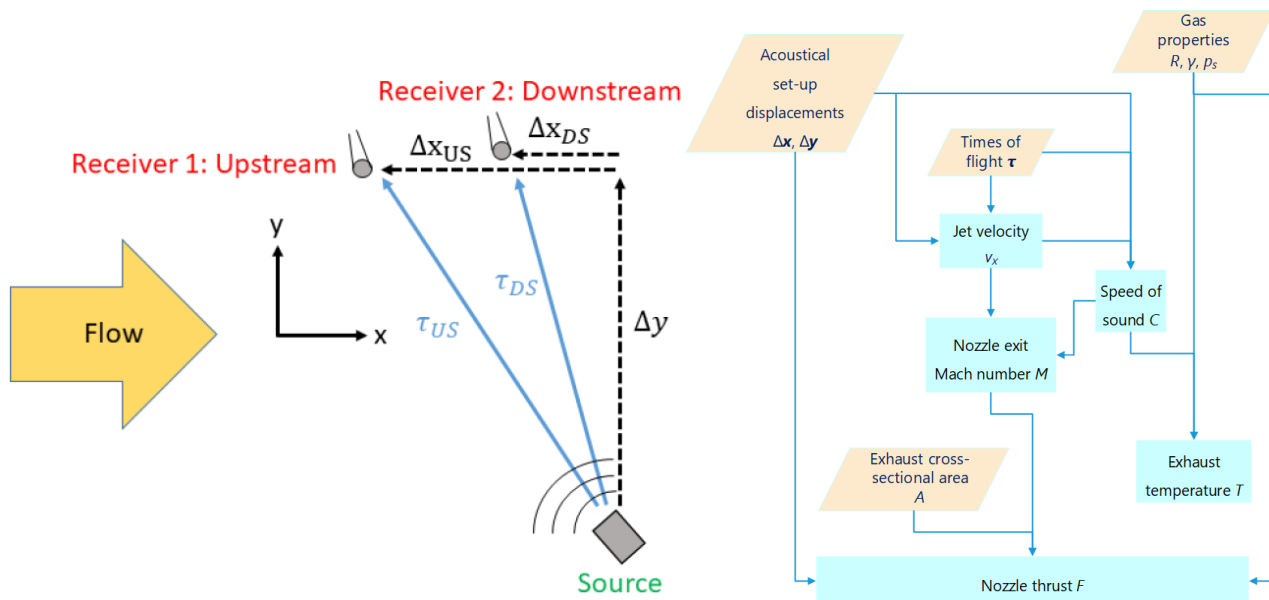 Receiver 2: Downstream
Δx_DS
Δx_US
Receiver 1: Upstream
y
x
Flow
τ_DS
τ_US
Δy
Source
Acoustical
set-up
displacements
Δx, Δy
Gas
properties
R, γ, p_s
Times of
flight τ
Jet velocity
v_x
Speed of
sound C
Nozzle exit
Mach number M
Exhaust cross-
sectional area
A
Exhaust
temperature T
Nozzle thrust F